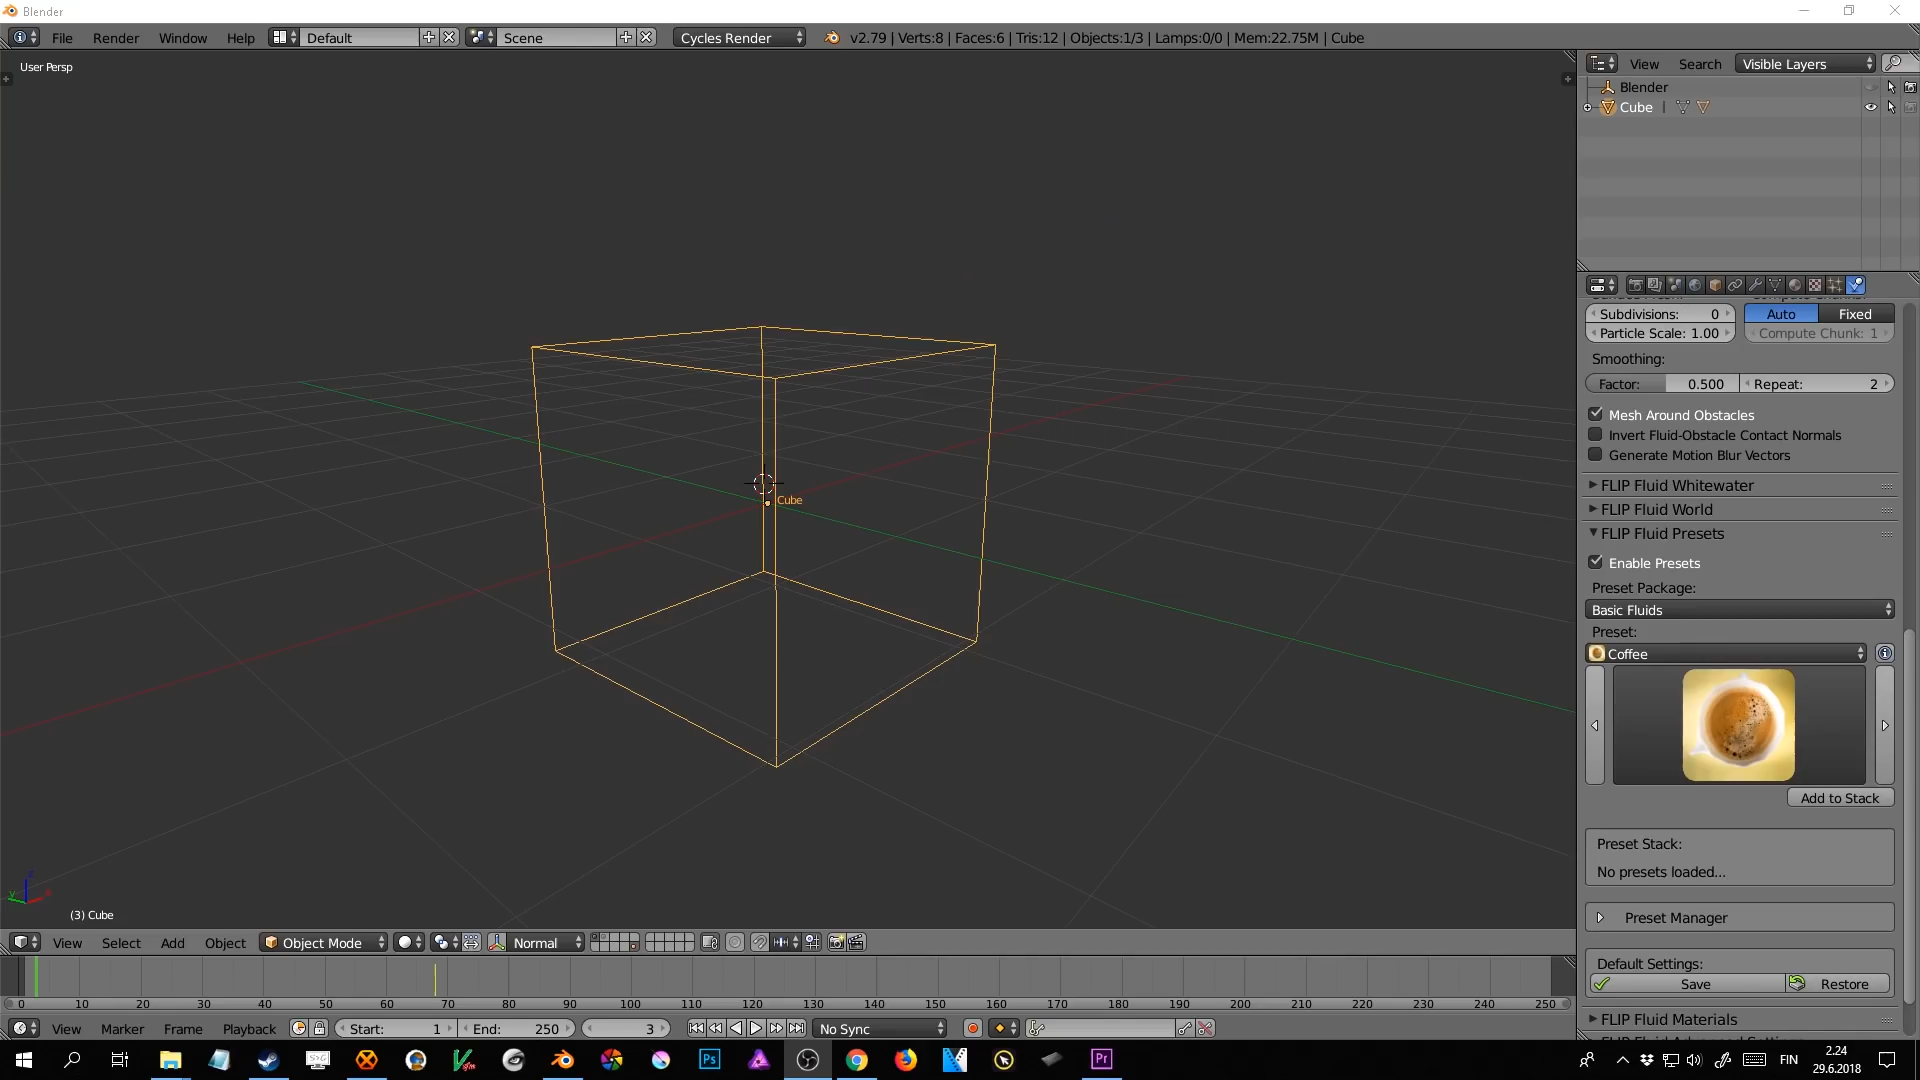 Blender
File Render Window Help Default Scene Cycles Render v2.79 | Verts:8 | Faces:6 | Tris:12 | Objects:1/3 | Lamps:0/0 | Mem:22.75M | Cube
User Persp
View Search Visible Layers
Blender
Cube
Subdivisions: 0 Auto Fixed
Particle Scale: 1.00 Compute Chunk: 1
Smoothing:
Factor: 0.500 Repeat: 2
Mesh Around Obstacles
Invert Fluid-Obstacle Contact Normals
Generate Motion Blur Vectors
FLIP Fluid Whitewater
FLIP Fluid World
FLIP Fluid Presets
Enable Presets
Preset Package:
Basic Fluids
Preset:
Coffee
Add to Stack
Preset Stack:
No presets loaded...
Preset Manager
Default Settings:
Save Restore
FLIP Fluid Materials
Cube
(3) Cube
View Select Add Object Object Mode Normal
0 10 20 30 40 50 60 70 80 90 100 110 120 130 140 150 160 170 180 190 200 210 220 230 240 250
View Marker Frame Playback Start: 1 End: 250 3 No Sync
Ps Pr FIN 2.24
29.6.2018